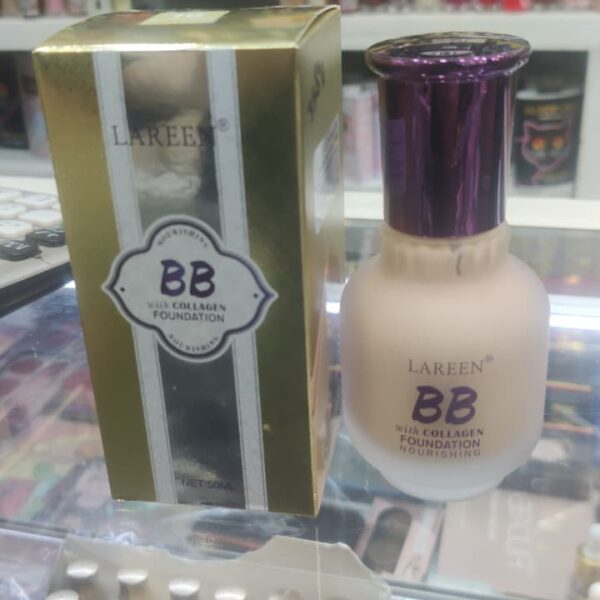 LAREEN®
NOURISHING
BB
with COLLAGEN
FOUNDATION
NOURISHING
NET:50ML
LAREEN®
BB
with COLLAGEN
FOUNDATION
NOURISHING